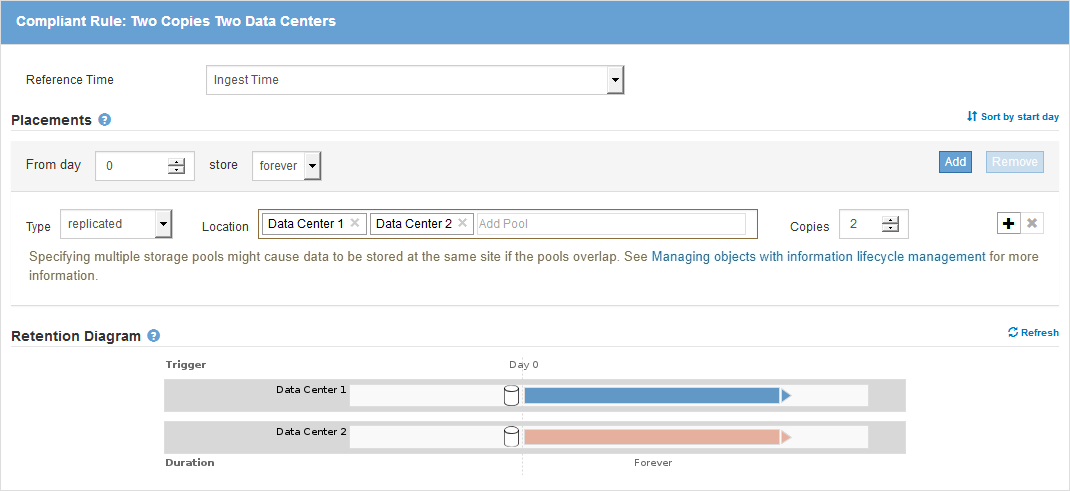 Compliant Rule: Two Copies Two Data Centers
Reference Time Ingest Time
Placements ? Sort by start day
From day 0 store forever Add Remove
Type replicated Location Data Center 1 × Data Center 2 × Add Pool Copies 2
Specifying multiple storage pools might cause data to be stored at the same site if the pools overlap. See Managing objects with information lifecycle management for more
information.
Retention Diagram ? Refresh
Trigger Day 0
Data Center 1
Data Center 2
Duration Forever